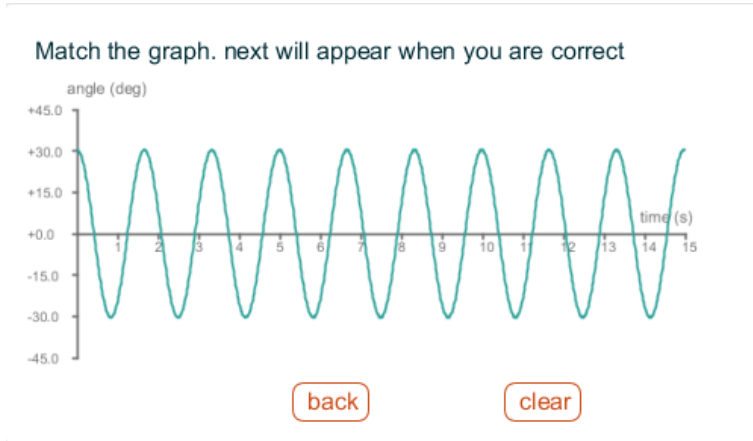 Match the graph. next will appear when you are correct
angle (deg)
+45.0
+30.0
+15.0
time (s)
+0.0
1 2 3 4 5 6 7 8 9 10 11 12 13 14 15
-15.0
-30.0
-45.0
back clear